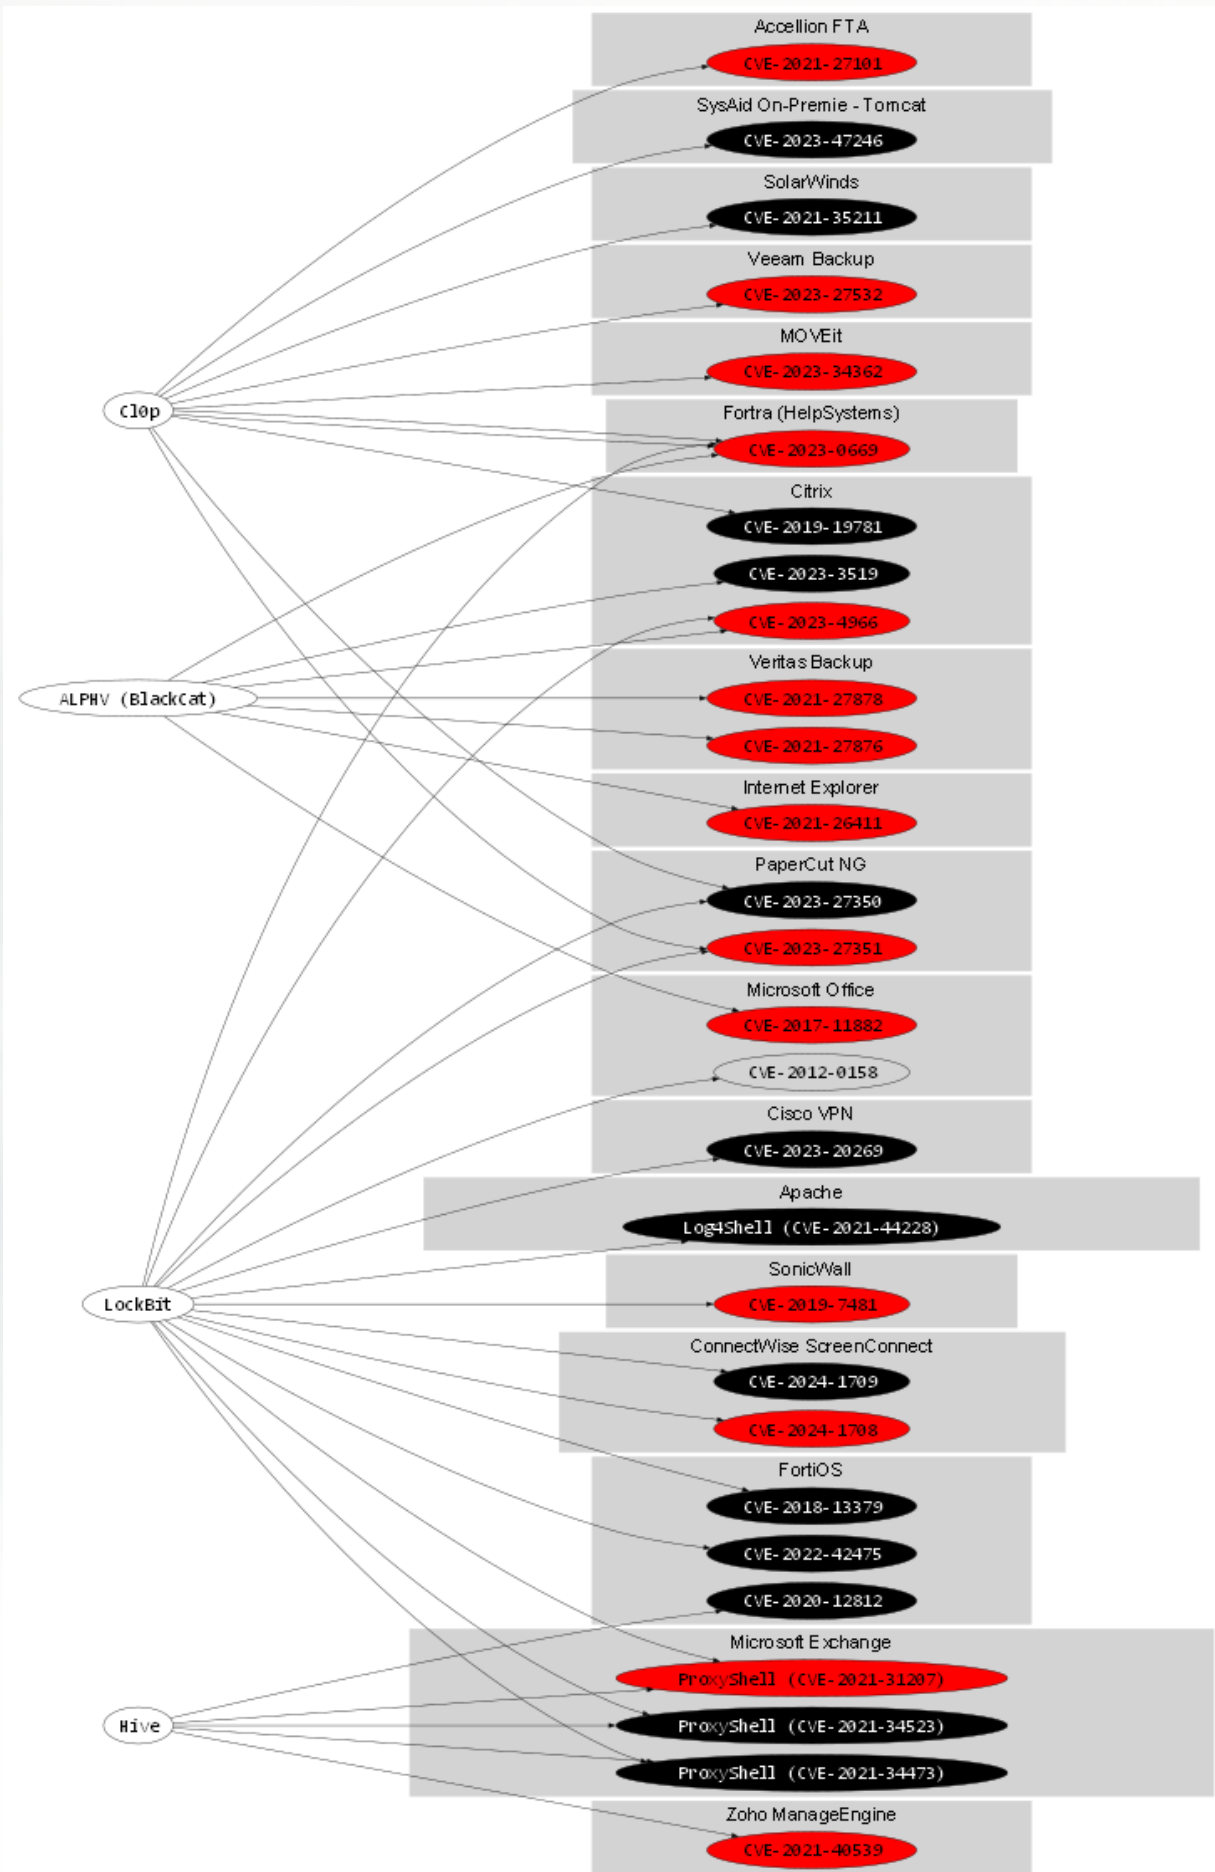 Accellion FTA
CVE-2021-27101
SysAid On-Premie - Tomcat
CVE-2023-47246
SolarWinds
CVE-2021-35211
Veeam Backup
CVE-2023-27532
MOVEit
CVE-2023-34362
Cl0p
Fortra (HelpSystems)
CVE-2023-0669
Citrix
CVE-2019-19781
CVE-2023-3519
CVE-2023-4966
ALPHV (BlackCat)
Veritas Backup
CVE-2021-27878
CVE-2021-27876
Internet Explorer
CVE-2021-26411
PaperCut NG
CVE-2023-27350
CVE-2023-27351
Microsoft Office
CVE-2017-11882
CVE-2012-0158
Cisco VPN
CVE-2023-20269
Apache
Log4Shell (CVE-2021-44228)
LockBit
SonicWall
CVE-2019-7481
ConnectWise ScreenConnect
CVE-2024-1709
CVE-2024-1708
FortiOS
CVE-2018-13379
CVE-2022-42475
CVE-2020-12812
Microsoft Exchange
ProxyShell (CVE-2021-31207)
Hive
ProxyShell (CVE-2021-34523)
ProxyShell (CVE-2021-34473)
Zoho ManageEngine
CVE-2021-40539